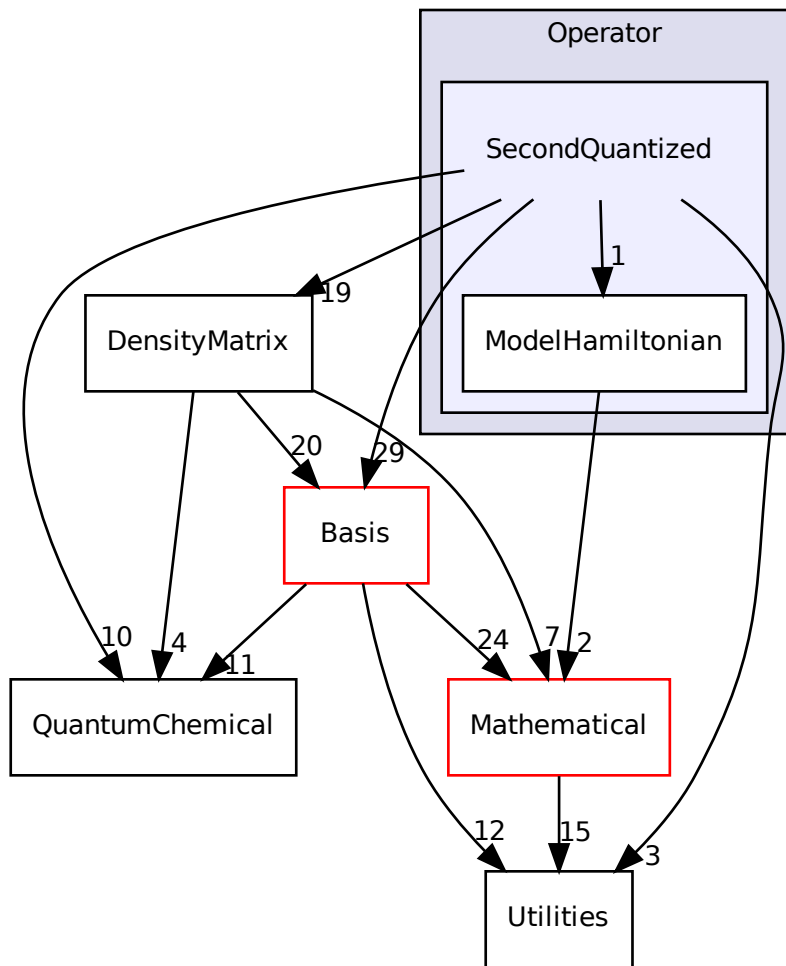 Operator
SecondQuantized
1
19
DensityMatrix
ModelHamiltonian
20
29
Basis
10
4
11
24
7
2
QuantumChemical
Mathematical
12
15
3
Utilities